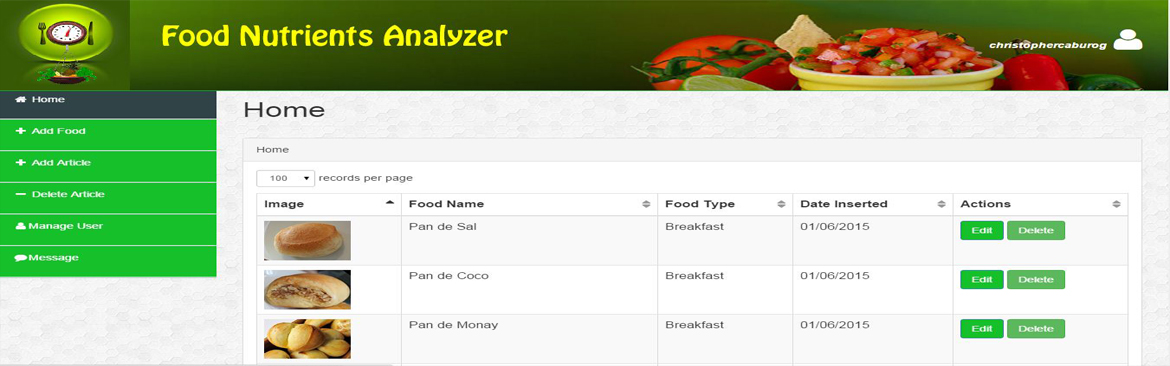 Food Nutrients Analyzer
christophercaburog
Home
Add Food
Add Article
Delete Article
Manage User
Message
Home
Home
100 records per page
Image Food Name Food Type Date Inserted Actions
Pan de Sal Breakfast 01/06/2015 Edit Delete
Pan de Coco Breakfast 01/06/2015 Edit Delete
Pan de Monay Breakfast 01/06/2015 Edit Delete